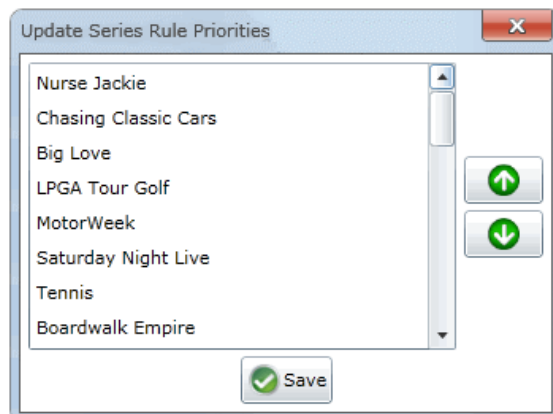 Update Series Rule Priorities
Nurse Jackie
Chasing Classic Cars
Big Love
LPGA Tour Golf
MotorWeek
Saturday Night Live
Tennis
Boardwalk Empire
Save